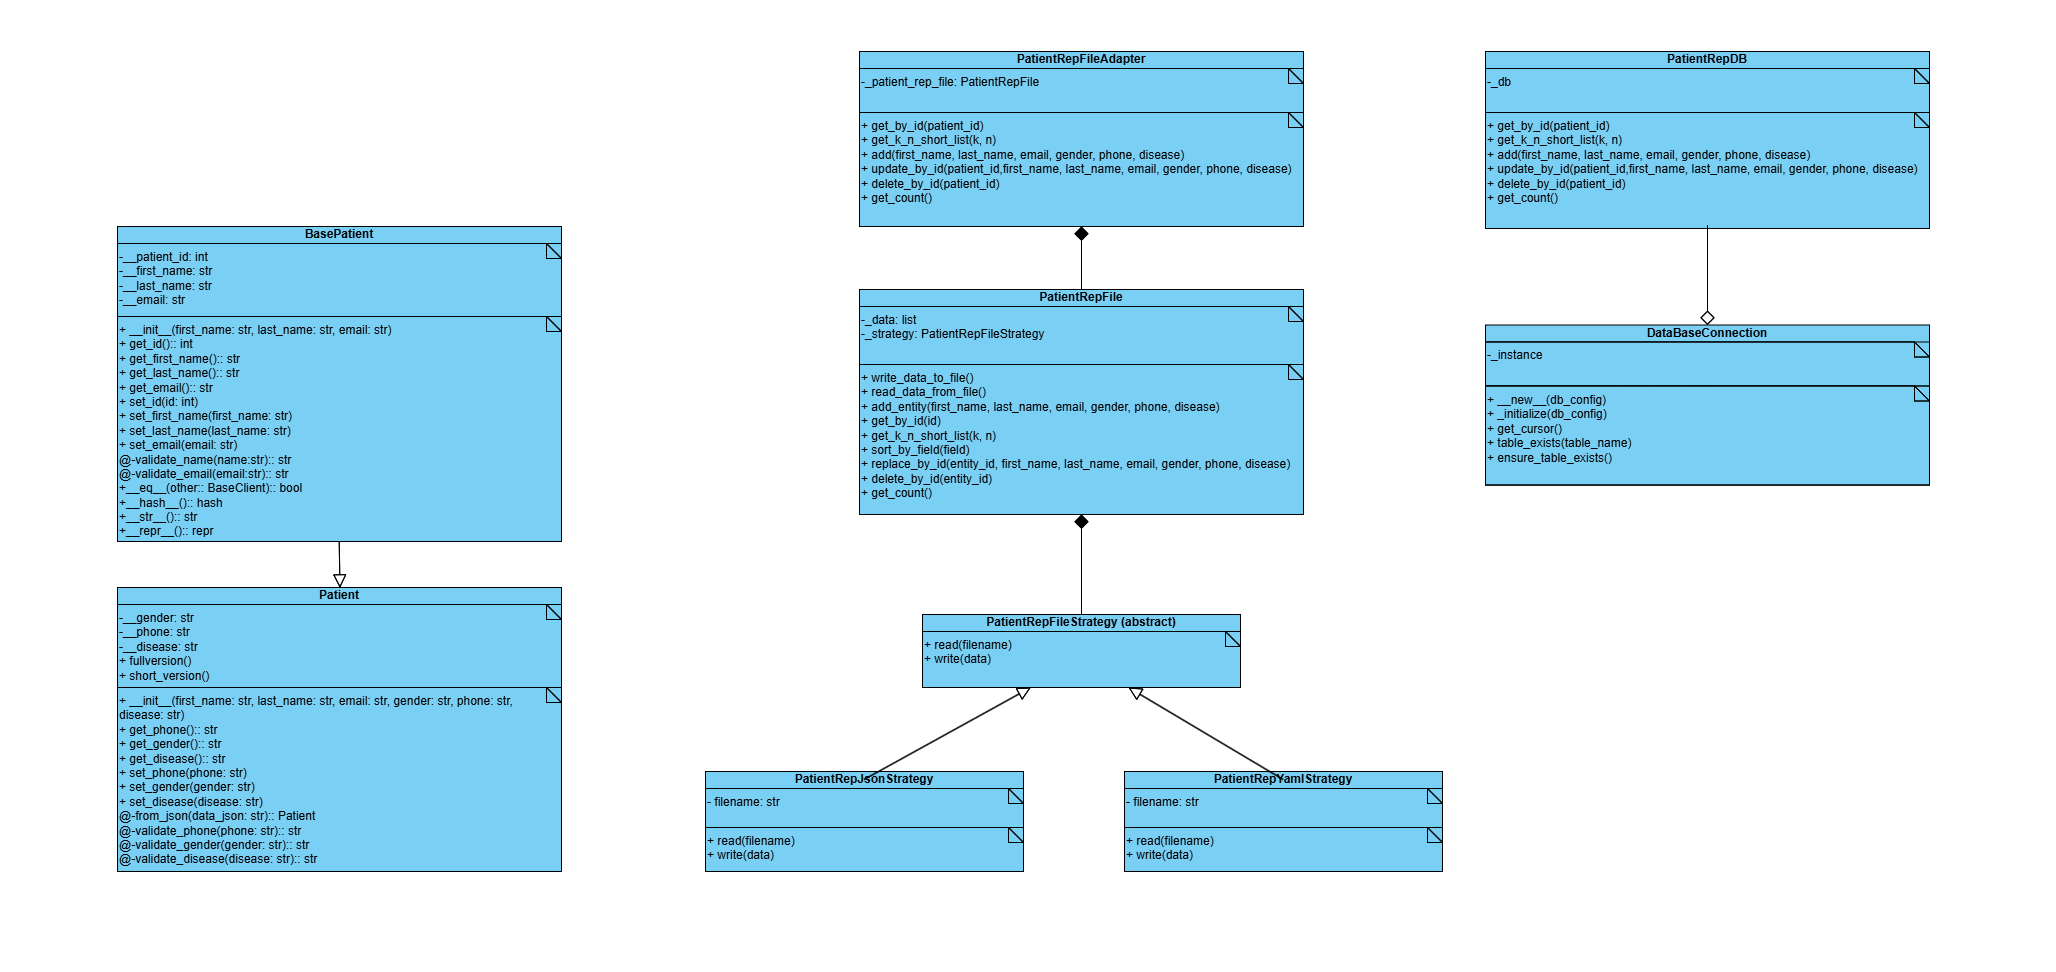 PatientRepFileAdapter
-_patient_rep_file: PatientRepFile
+ get_by_id(patient_id)
+ get_k_n_short_list(k, n)
+ add(first_name, last_name, email, gender, phone, disease)
+ update_by_id(patient_id,first_name, last_name, email, gender, phone, disease)
+ delete_by_id(patient_id)
+ get_count()
PatientRepDB
-_db
+ get_by_id(patient_id)
+ get_k_n_short_list(k, n)
+ add(first_name, last_name, email, gender, phone, disease)
+ update_by_id(patient_id,first_name, last_name, email, gender, phone, disease)
+ delete_by_id(patient_id)
+ get_count()
BasePatient
-__patient_id: int
-__first_name: str
-__last_name: str
-__email: str
+ __init__(first_name: str, last_name: str, email: str)
+ get_id():: int
+ get_first_name():: str
+ get_last_name():: str
+ get_email():: str
+ set_id(id: int)
+ set_first_name(first_name: str)
+ set_last_name(last_name: str)
+ set_email(email: str)
@-validate_name(name:str):: str
@-validate_email(email:str):: str
+__eq__(other:: BaseClient):: bool
+__hash__():: hash
+__str__():: str
+__repr__():: repr
PatientRepFile
-_data: list
-_strategy: PatientRepFileStrategy
+ write_data_to_file()
+ read_data_from_file()
+ add_entity(first_name, last_name, email, gender, phone, disease)
+ get_by_id(id)
+ get_k_n_short_list(k, n)
+ sort_by_field(field)
+ replace_by_id(entity_id, first_name, last_name, email, gender, phone, disease)
+ delete_by_id(entity_id)
+ get_count()
DataBaseConnection
-_instance
+ __new__(db_config)
+ _initialize(db_config)
+ get_cursor()
+ table_exists(table_name)
+ ensure_table_exists()
Patient
-__gender: str
-__phone: str
-__disease: str
+ fullversion()
+ short_version()
+ __init__(first_name: str, last_name: str, email: str, gender: str, phone: str,
disease: str)
+ get_phone():: str
+ get_gender():: str
+ get_disease():: str
+ set_phone(phone: str)
+ set_gender(gender: str)
+ set_disease(disease: str)
@-from_json(data_json: str):: Patient
@-validate_phone(phone: str):: str
@-validate_gender(gender: str):: str
@-validate_disease(disease: str):: str
PatientRepFileStrategy (abstract)
+ read(filename)
+ write(data)
PatientRepJsonStrategy
- filename: str
+ read(filename)
+ write(data)
PatientRepYamlStrategy
- filename: str
+ read(filename)
+ write(data)